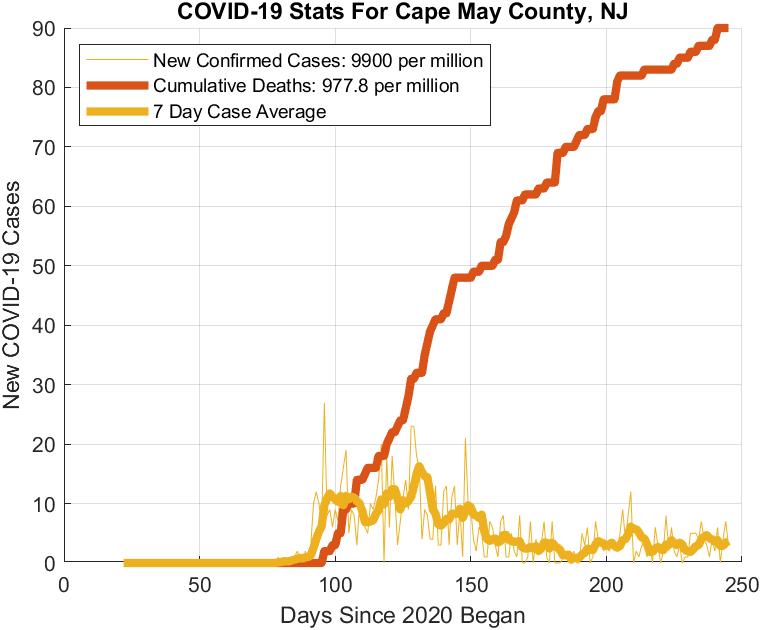 COVID-19 Stats For Cape May County, NJ
New Confirmed Cases: 9900 per million
Cumulative Deaths: 977.8 per million
7 Day Case Average
New COVID-19 Cases
90
80
70
60
50
40
30
20
10
0
0 50 100 150 200 250
Days Since 2020 Began